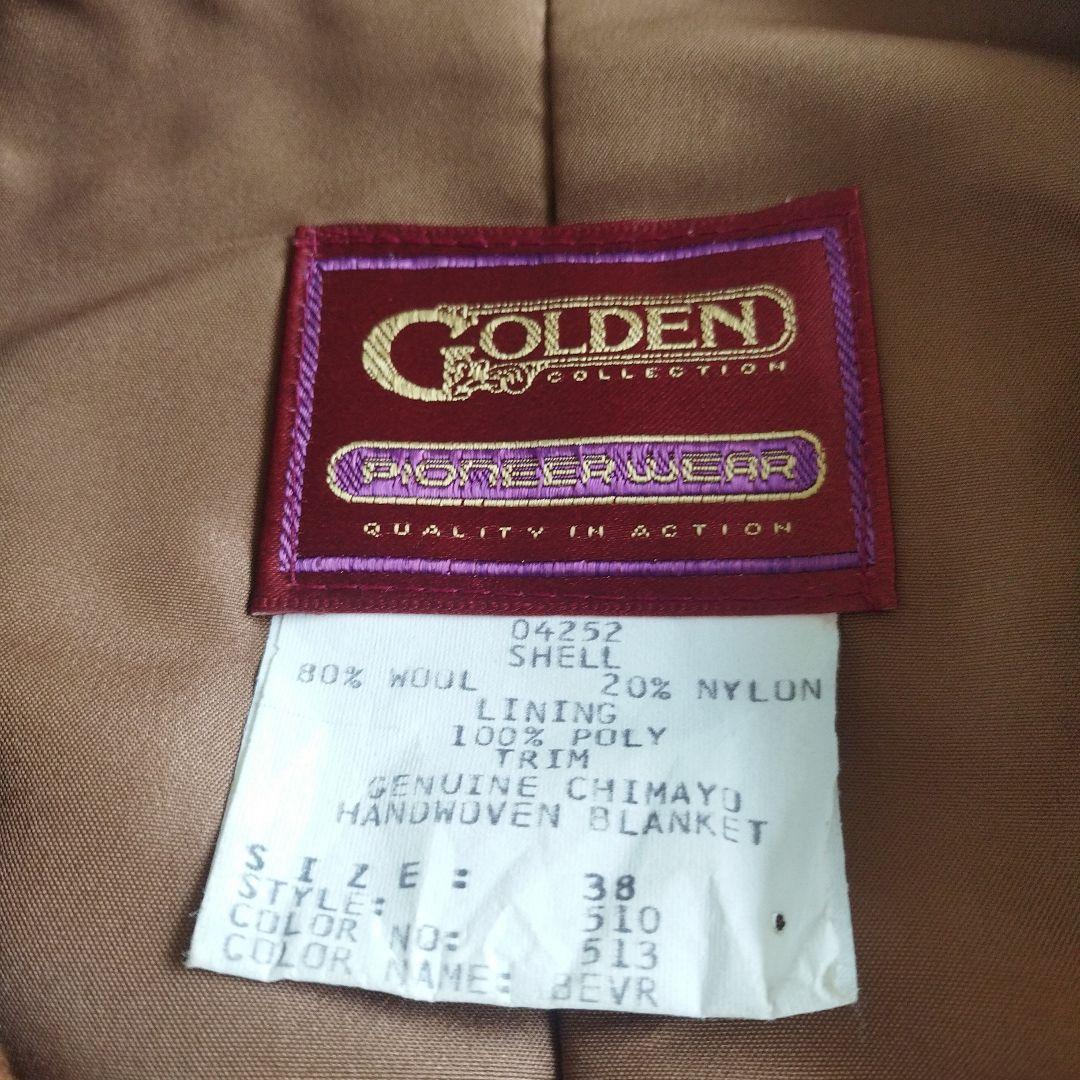 GOLDEN
COLLECTION
PIONEER WEAR
QUALITY IN ACTION
04252
SHELL
80% WOOL 20% NYLON
LINING
100% POLY
TRIM
GENUINE CHIMAYO
HANDWOVEN BLANKET
SIZE: 38
STYLE: 510
COLOR NO: 513
COLOR NAME: BEVR